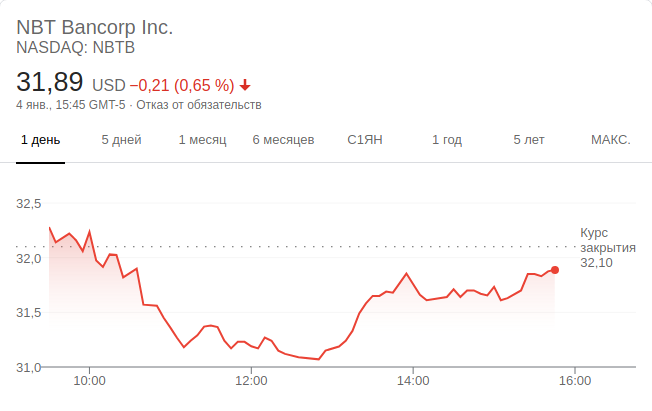 NBT Bancorp Inc.
NASDAQ: NBTB
31,89 USD −0,21 (0,65 %)
4 янв., 15:45 GMT-5 · Отказ от обязательств
1 день 5 дней 1 месяц 6 месяцев С1ЯН 1 год 5 лет МАКС.
32,5
Курс
закрытия
32,10
32,0
31,5
31,0
10:00 12:00 14:00 16:00